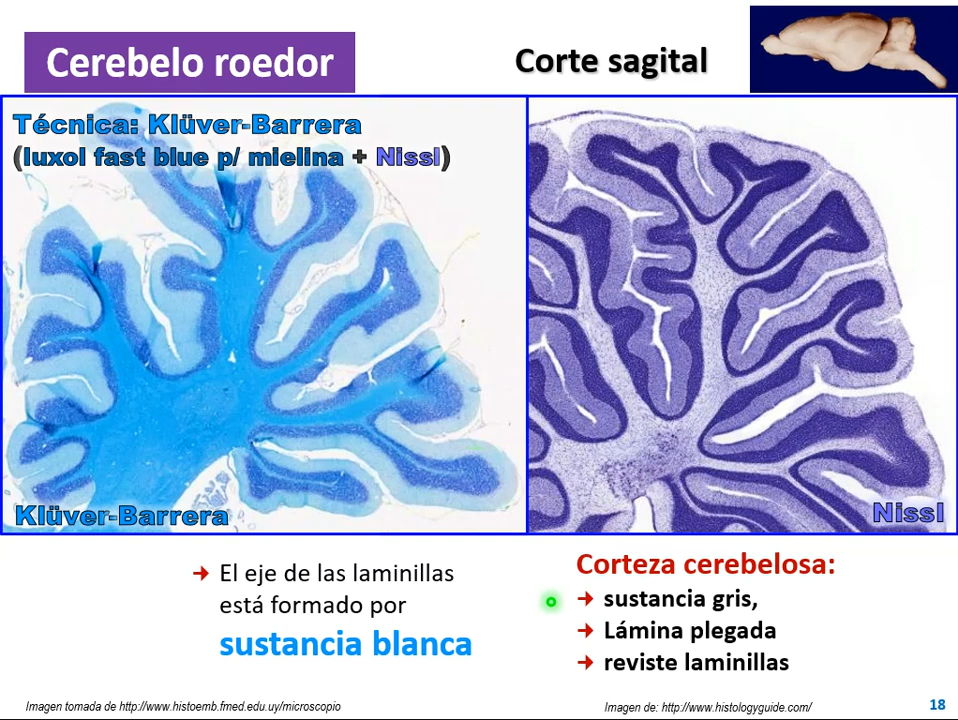 Cerebelo roedor
Corte sagital
Técnica: Klüver-Barrera
(luxol fast blue p/ mielina + Nissl)
Klüver-Barrera
Nissl
➔ El eje de las laminillas
está formado por
sustancia blanca
Corteza cerebelosa:
➔ sustancia gris,
➔ Lámina plegada
➔ reviste laminillas
Imagen tomada de http://www.histoemb.fmed.edu.uy/microscopio
Imagen de: http://www.histologyguide.com/
18